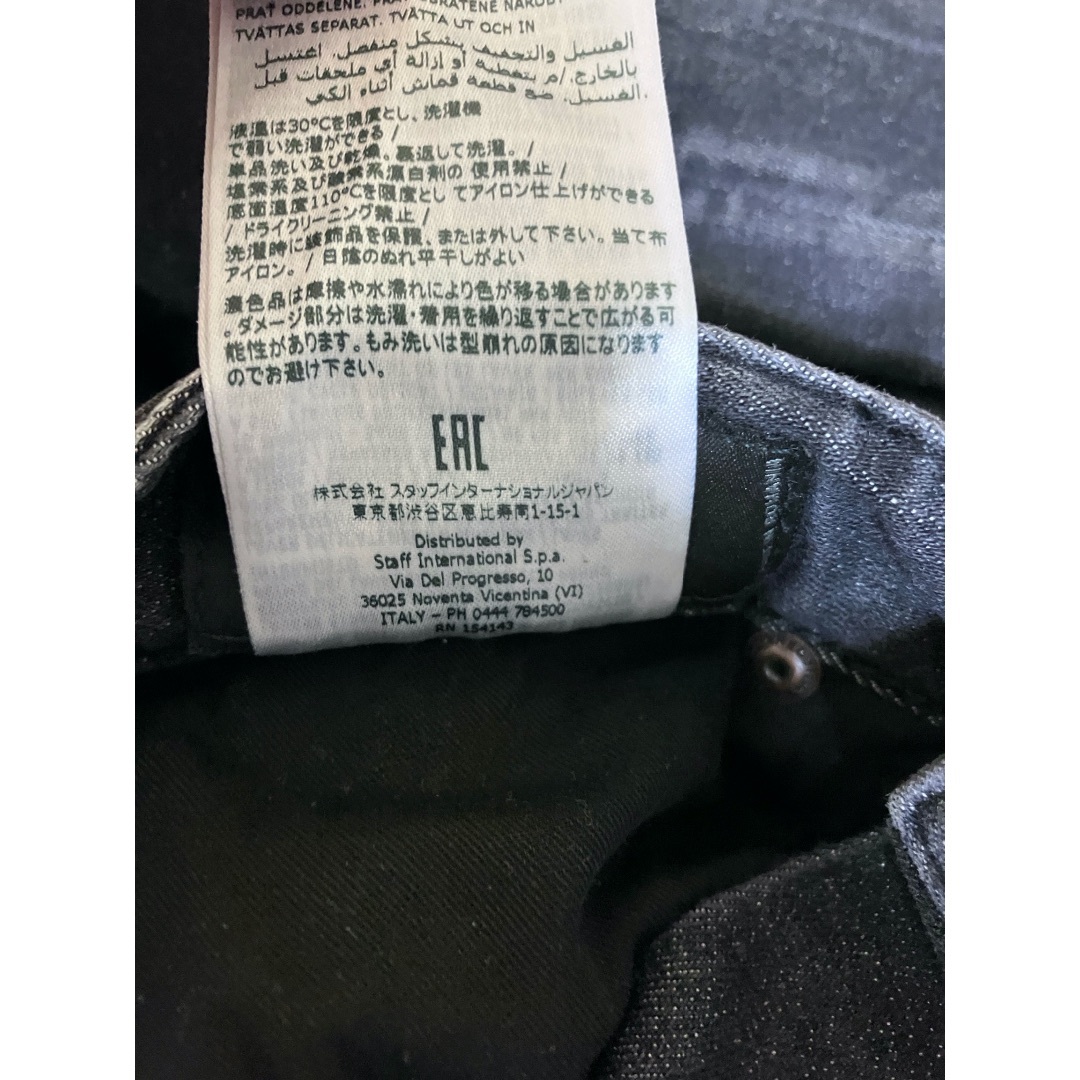 PRAŤ ODDELENE. PRAŤ OBRÁTENÉ NARUBY
TVÄTTAS SEPARAT. TVÄTTA UT OCH IN
الغسيل والتجفيف بشكل منفصل. اغتسل
بالخارج. /م بتغطية أو إزالة أي ملحقات قبل
الغسيل. ضع قطعة قماش أثناء الكي.
液温は30℃を限度とし、洗濯機
で弱い洗濯ができる /
単品洗い及び乾燥。裏返して洗濯。 /
塩素系及び酸素系漂白剤の 使用禁止 /
底面温度110℃を限度とし てアイロン仕上げができる
/ ドライクリーニング禁止 /
洗濯時に装飾品を保護、または外して下さい。当て布
アイロン。 / 日陰のぬれ平干しがよい
濃色品は摩擦や水濡れにより色が移る場合があります
。ダメージ部分は洗濯・着用を繰り返すことで広がる可
能性があります。もみ洗いは型崩れの原因になります
のでお避け下さい。
EAC
株式会社 スタッフインターナショナルジャパン
東京都渋谷区恵比寿南1-15-1
Distributed by
Staff International S.p.a.
Via Del Progresso, 10
36025 Noventa Vicentina (VI)
ITALY - PH 0444 784500
RN 154143